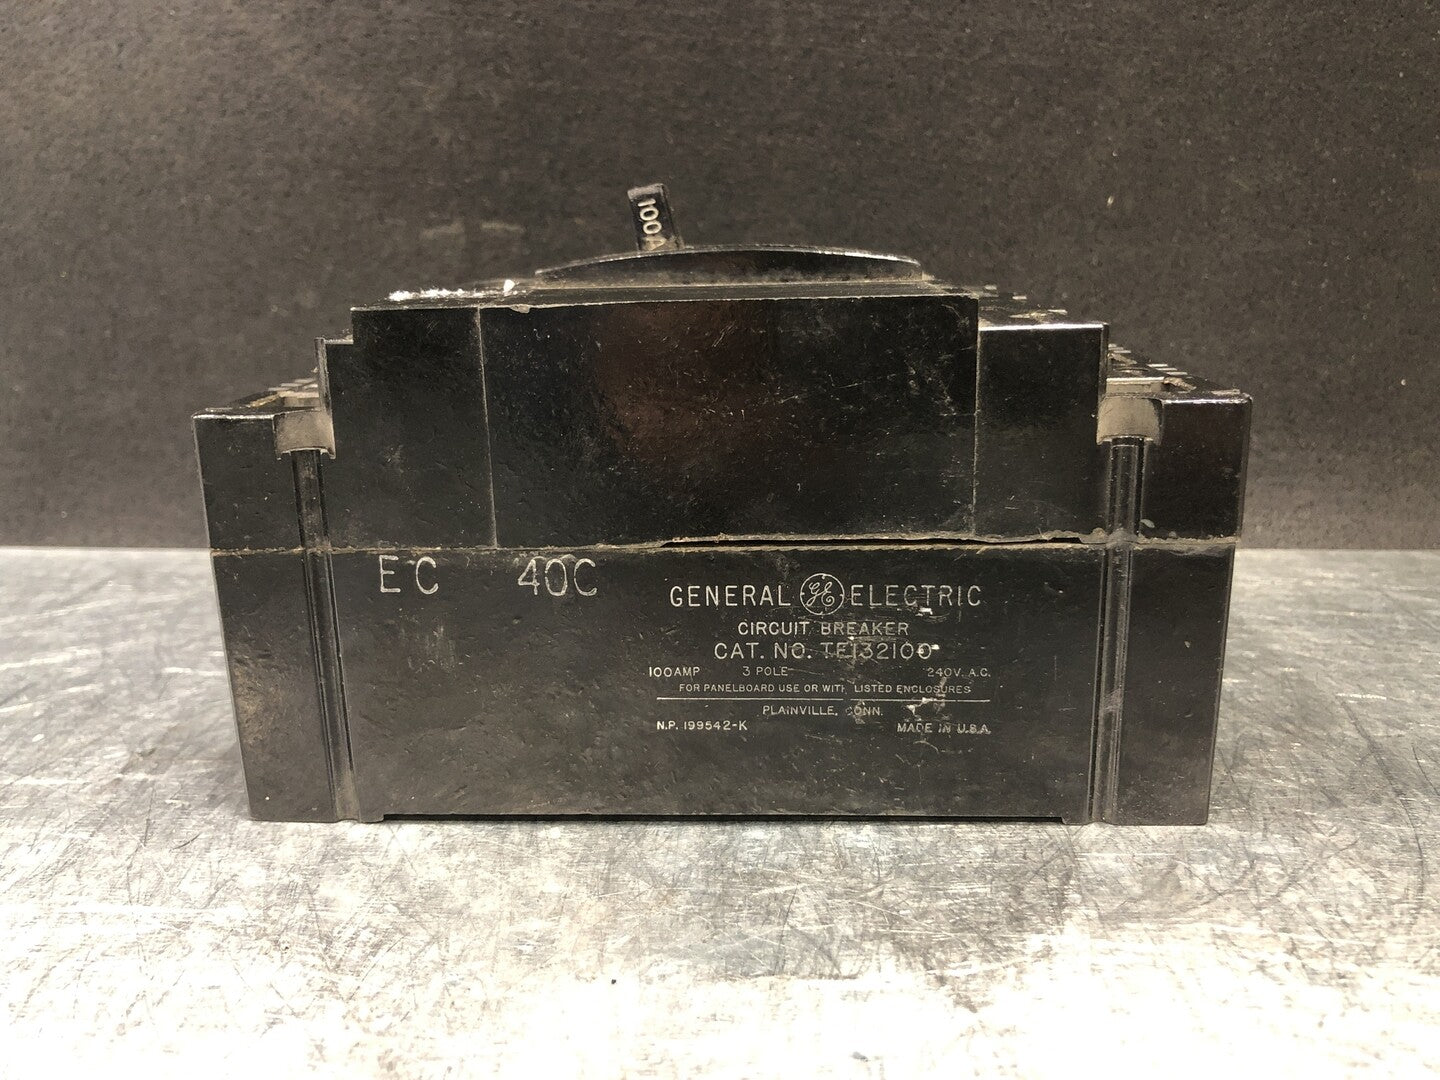 100A
EC 40C
GENERAL GE ELECTRIC
CIRCUIT BREAKER
CAT. NO. TE132100
100AMP 3 POLE 240V. A.C.
FOR PANELBOARD USE OR WITH LISTED ENCLOSURES
PLAINVILLE, CONN.
N.P. 199542-K MADE IN U.S.A.